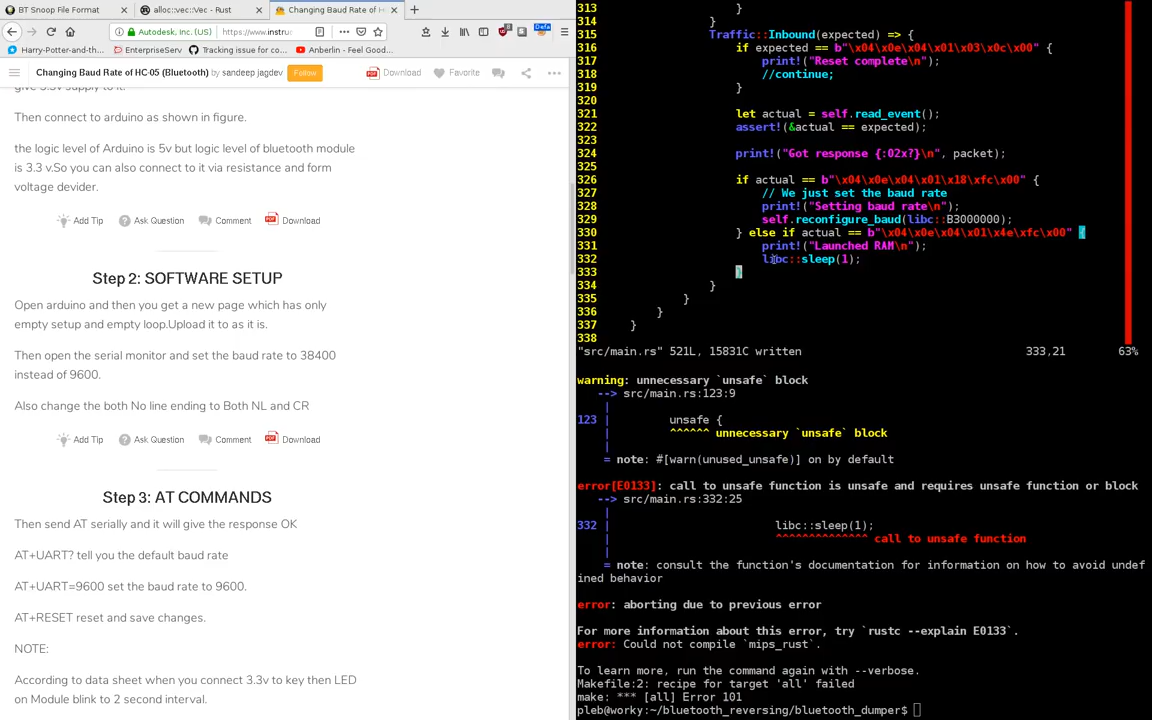 BT Snoop File Format
alloc::vec::Vec - Rust
Changing Baud Rate of H
Autodesk, Inc. (US)
https://www.instru
Harry-Potter-and-th...
EnterpriseServ
Tracking issue for co...
Anberlin - Feel Good...
Changing Baud Rate of HC-05 (Bluetooth) by sandeep jagdev
Follow
Download
Favorite
give 3.3v supply to it.
Then connect to arduino as shown in figure.
the logic level of Arduino is 5v but logic level of bluetooth module
is 3.3 v.So you can also connect to it via resistance and form
voltage devider.
Add Tip
Ask Question
Comment
Download
Step 2: SOFTWARE SETUP
Open arduino and then you get a new page which has only
empty setup and empty loop.Upload it to as it is.
Then open the serial monitor and set the baud rate to 38400
instead of 9600.
Also change the both No line ending to Both NL and CR
Add Tip
Ask Question
Comment
Download
Step 3: AT COMMANDS
Then send AT serially and it will give the response OK
AT+UART? tell you the default baud rate
AT+UART=9600 set the baud rate to 9600.
AT+RESET reset and save changes.
NOTE:
According to data sheet when you connect 3.3v to key then LED
on Module blink to 2 second interval.
313 }
314 }
315 Traffic::Inbound(expected) => {
316 if expected == b"\x04\x0e\x04\x01\x03\x0c\x00" {
317 print!("Reset complete\n");
318 //continue;
319 }
320
321 let actual = self.read_event();
322 assert!(&actual == expected);
323
324 print!("Got response {:02x?}\n", packet);
325
326 if actual == b"\x04\x0e\x04\x01\x18\xfc\x00" {
327 // We just set the baud rate
328 print!("Setting baud rate\n");
329 self.reconfigure_baud(libc::B3000000);
330 } else if actual == b"\x04\x0e\x04\x01\x4e\xfc\x00" {
331 print!("Launched RAM\n");
332 libc::sleep(1);
333 }
334 }
335 }
336 }
337 }
338
"src/main.rs" 521L, 15831C written 333,21 63%
warning: unnecessary `unsafe` block
--> src/main.rs:123:9
|
123 | unsafe {
| ^^^^^^ unnecessary `unsafe` block
|
= note: #[warn(unused_unsafe)] on by default
error[E0133]: call to unsafe function is unsafe and requires unsafe function or block
--> src/main.rs:332:25
|
332 | libc::sleep(1);
| ^^^^^^^^^^^^^^ call to unsafe function
|
= note: consult the function's documentation for information on how to avoid undef
ined behavior
error: aborting due to previous error
For more information about this error, try `rustc --explain E0133`.
error: Could not compile `mips_rust`.
To learn more, run the command again with --verbose.
Makefile:2: recipe for target 'all' failed
make: *** [all] Error 101
pleb@worky:~/bluetooth_reversing/bluetooth_dumper$